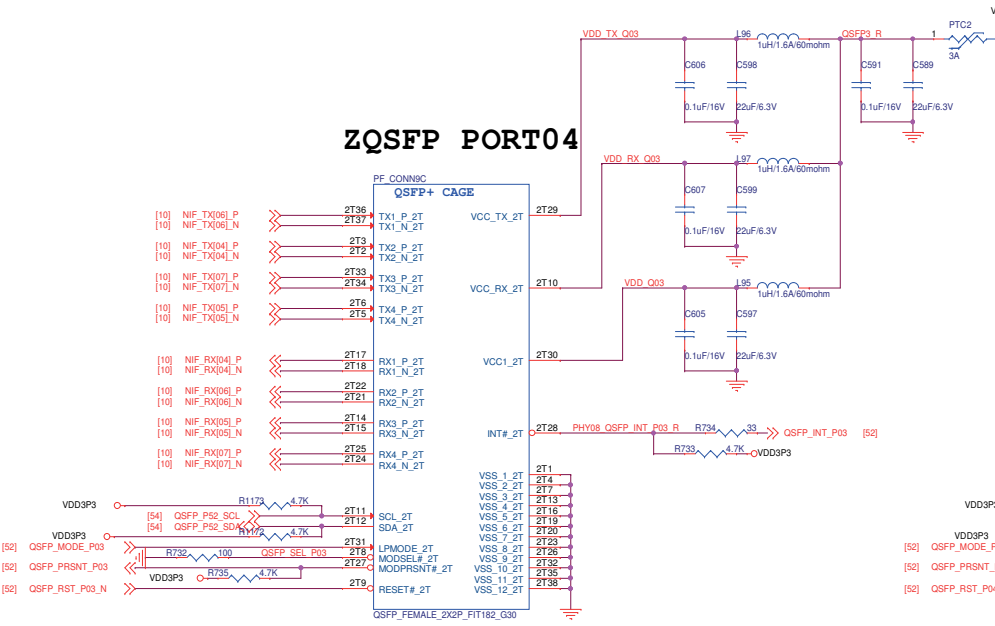 V
PTC2
VDD_TX_Q03
L96
QSFP3_R
1
1uH/1.6A/60mohm
3A
C606
C598
C591
C589
0.1uF/16V
22uF/6.3V
0.1uF/16V
22uF/6.3V
ZQSFP PORT04
VDD_RX_Q03
L97
1uH/1.6A/60mohm
PF_CONN9C
QSFP+ CAGE
C607
C599
0.1uF/16V
22uF/6.3V
[10] NIF_TX[06]_P 2T36 TX1_P_2T
[10] NIF_TX[06]_N 2T37 TX1_N_2T
VCC_TX_2T 2T29
[10] NIF_TX[04]_P 2T3 TX2_P_2T
[10] NIF_TX[04]_N 2T2 TX2_N_2T
[10] NIF_TX[07]_P 2T33 TX3_P_2T
[10] NIF_TX[07]_N 2T34 TX3_N_2T
VCC_RX_2T 2T10
VDD_Q03
L95
1uH/1.6A/60mohm
[10] NIF_TX[05]_P 2T6 TX4_P_2T
[10] NIF_TX[05]_N 2T5 TX4_N_2T
C605
C597
0.1uF/16V
22uF/6.3V
[10] NIF_RX[04]_P 2T17 RX1_P_2T
[10] NIF_RX[04]_N 2T18 RX1_N_2T
VCC1_2T 2T30
[10] NIF_RX[06]_P 2T22 RX2_P_2T
[10] NIF_RX[06]_N 2T21 RX2_N_2T
[10] NIF_RX[05]_P 2T14 RX3_P_2T
[10] NIF_RX[05]_N 2T15 RX3_N_2T
INT#_2T 2T28 PHY08_QSFP_INT_P03_R R734 33 QSFP_INT_P03 [52]
R733 4.7K VDD3P3
[10] NIF_RX[07]_P 2T25 RX4_P_2T
[10] NIF_RX[07]_N 2T24 RX4_N_2T
VSS_1_2T 2T1
VSS_2_2T 2T4
VSS_3_2T 2T7
VSS_4_2T 2T13
VSS_5_2T 2T16
VSS_6_2T 2T19
VSS_7_2T 2T20
VSS_8_2T 2T23
VSS_9_2T 2T26
VSS_10_2T 2T32
VSS_11_2T 2T35
VSS_12_2T 2T38
VDD3P3 R1173 4.7K
[54] QSFP_P52_SCL 2T11 SCL_2T
[54] QSFP_P52_SDA 2T12 SDA_2T
VDD3P3 R1172 4.7K
[52] QSFP_MODE_P03 2T31 LPMODE_2T
R732 100 QSFP_SEL_P03 2T8 MODSEL#_2T
[52] QSFP_PRSNT_P03 2T27 MODPRSNT#_2T
VDD3P3 R735 4.7K
[52] QSFP_RST_P03_N 2T9 RESET#_2T
QSFP_FEMALE_2X2P_FIT182_G30
VDD3P3
VDD3P3
[52] QSFP_MODE_P
[52] QSFP_PRSNT_
[52] QSFP_RST_P04